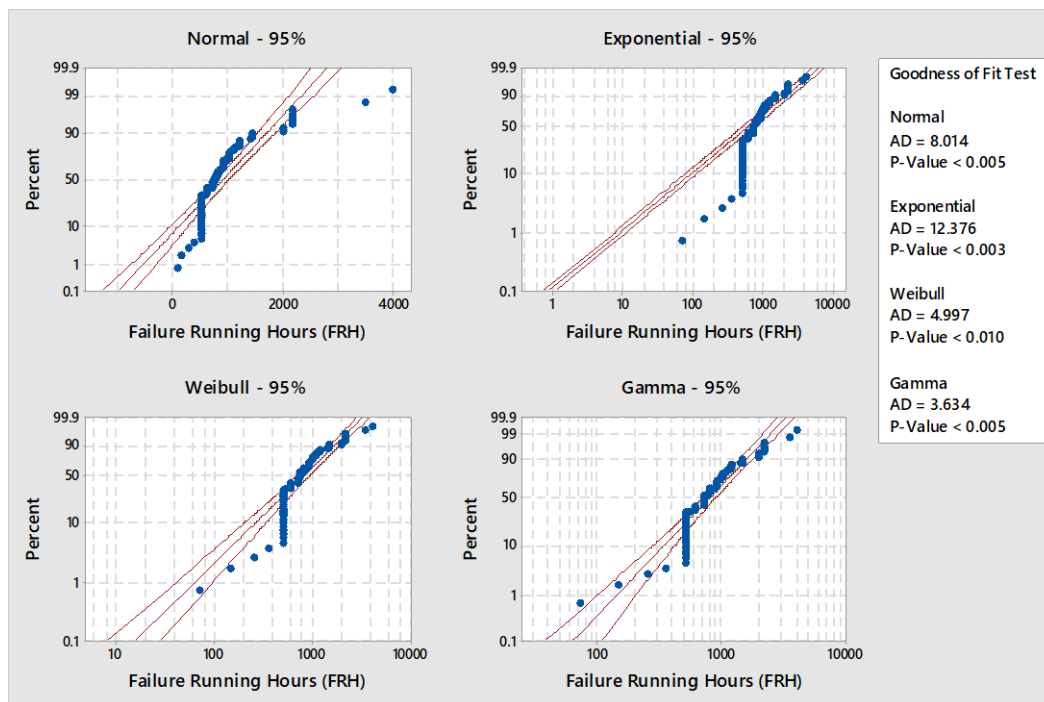 Normal - 95%
99.9
99
90
50
10
1
0.1
Percent
0
2000
4000
Failure Running Hours (FRH)
Exponential - 95%
99.9
90
50
10
1
0.1
Percent
1
10
100
1000
10000
Failure Running Hours (FRH)
Weibull - 95%
99.9
90
50
10
1
0.1
Percent
10
100
1000
10000
Failure Running Hours (FRH)
Gamma - 95%
99.9
99
90
50
10
1
0.1
Percent
100
1000
10000
Failure Running Hours (FRH)
Goodness of Fit Test
Normal
AD = 8.014
P-Value < 0.005
Exponential
AD = 12.376
P-Value < 0.003
Weibull
AD = 4.997
P-Value < 0.010
Gamma
AD = 3.634
P-Value < 0.005